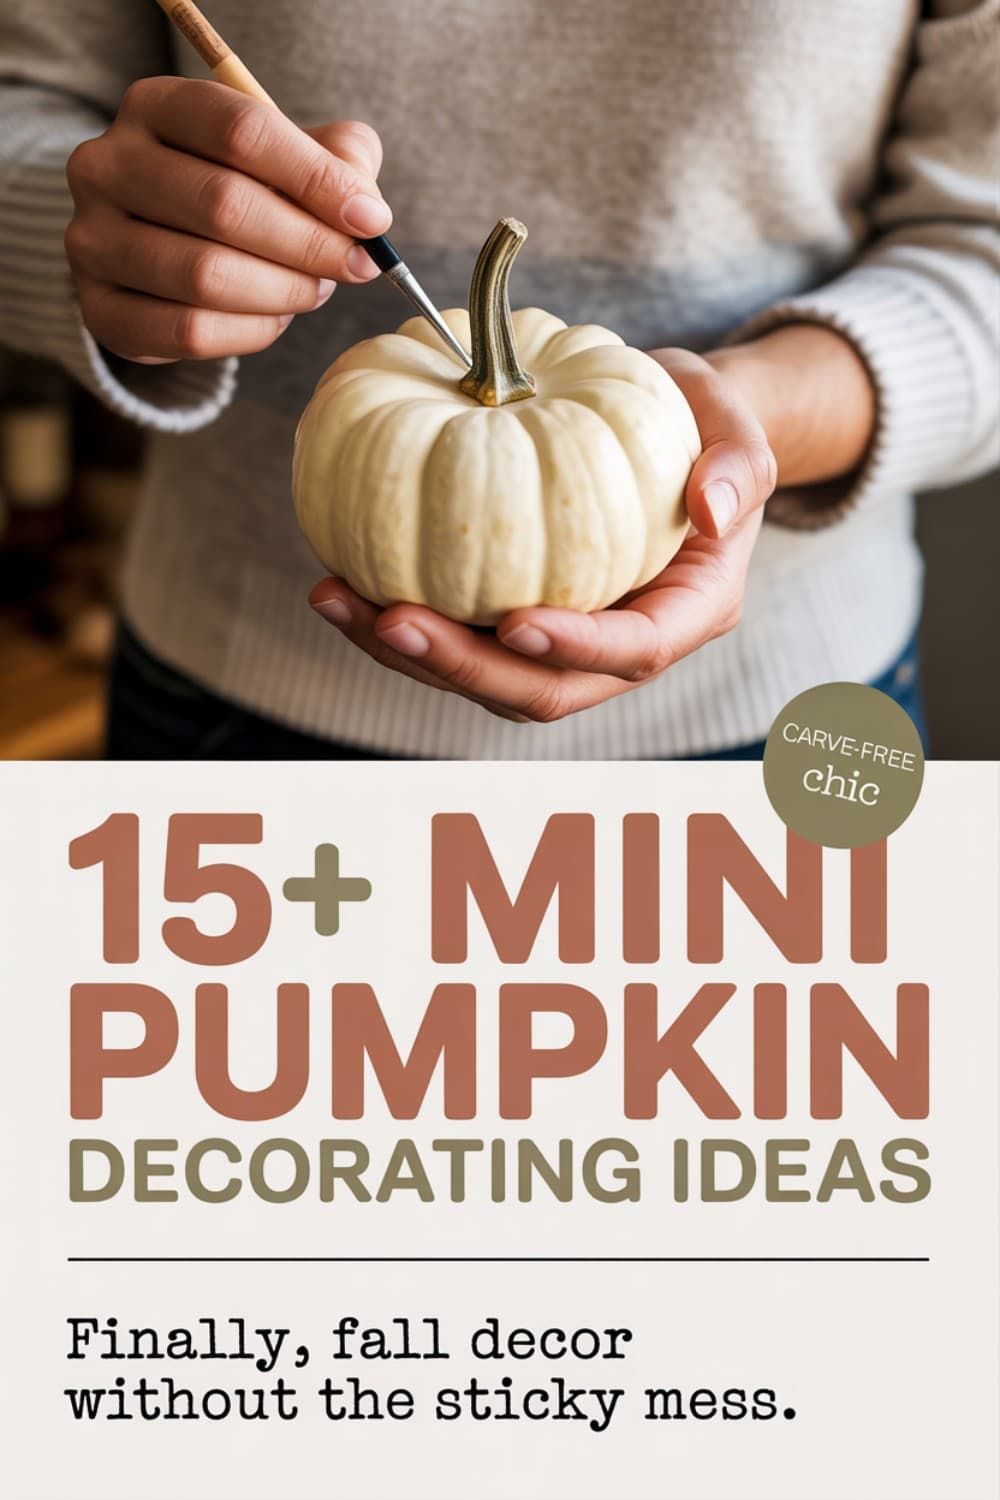 CARVE-FREE
chic
15+ MINI
PUMPKIN
DECORATING IDEAS
Finally, fall decor
without the sticky mess.